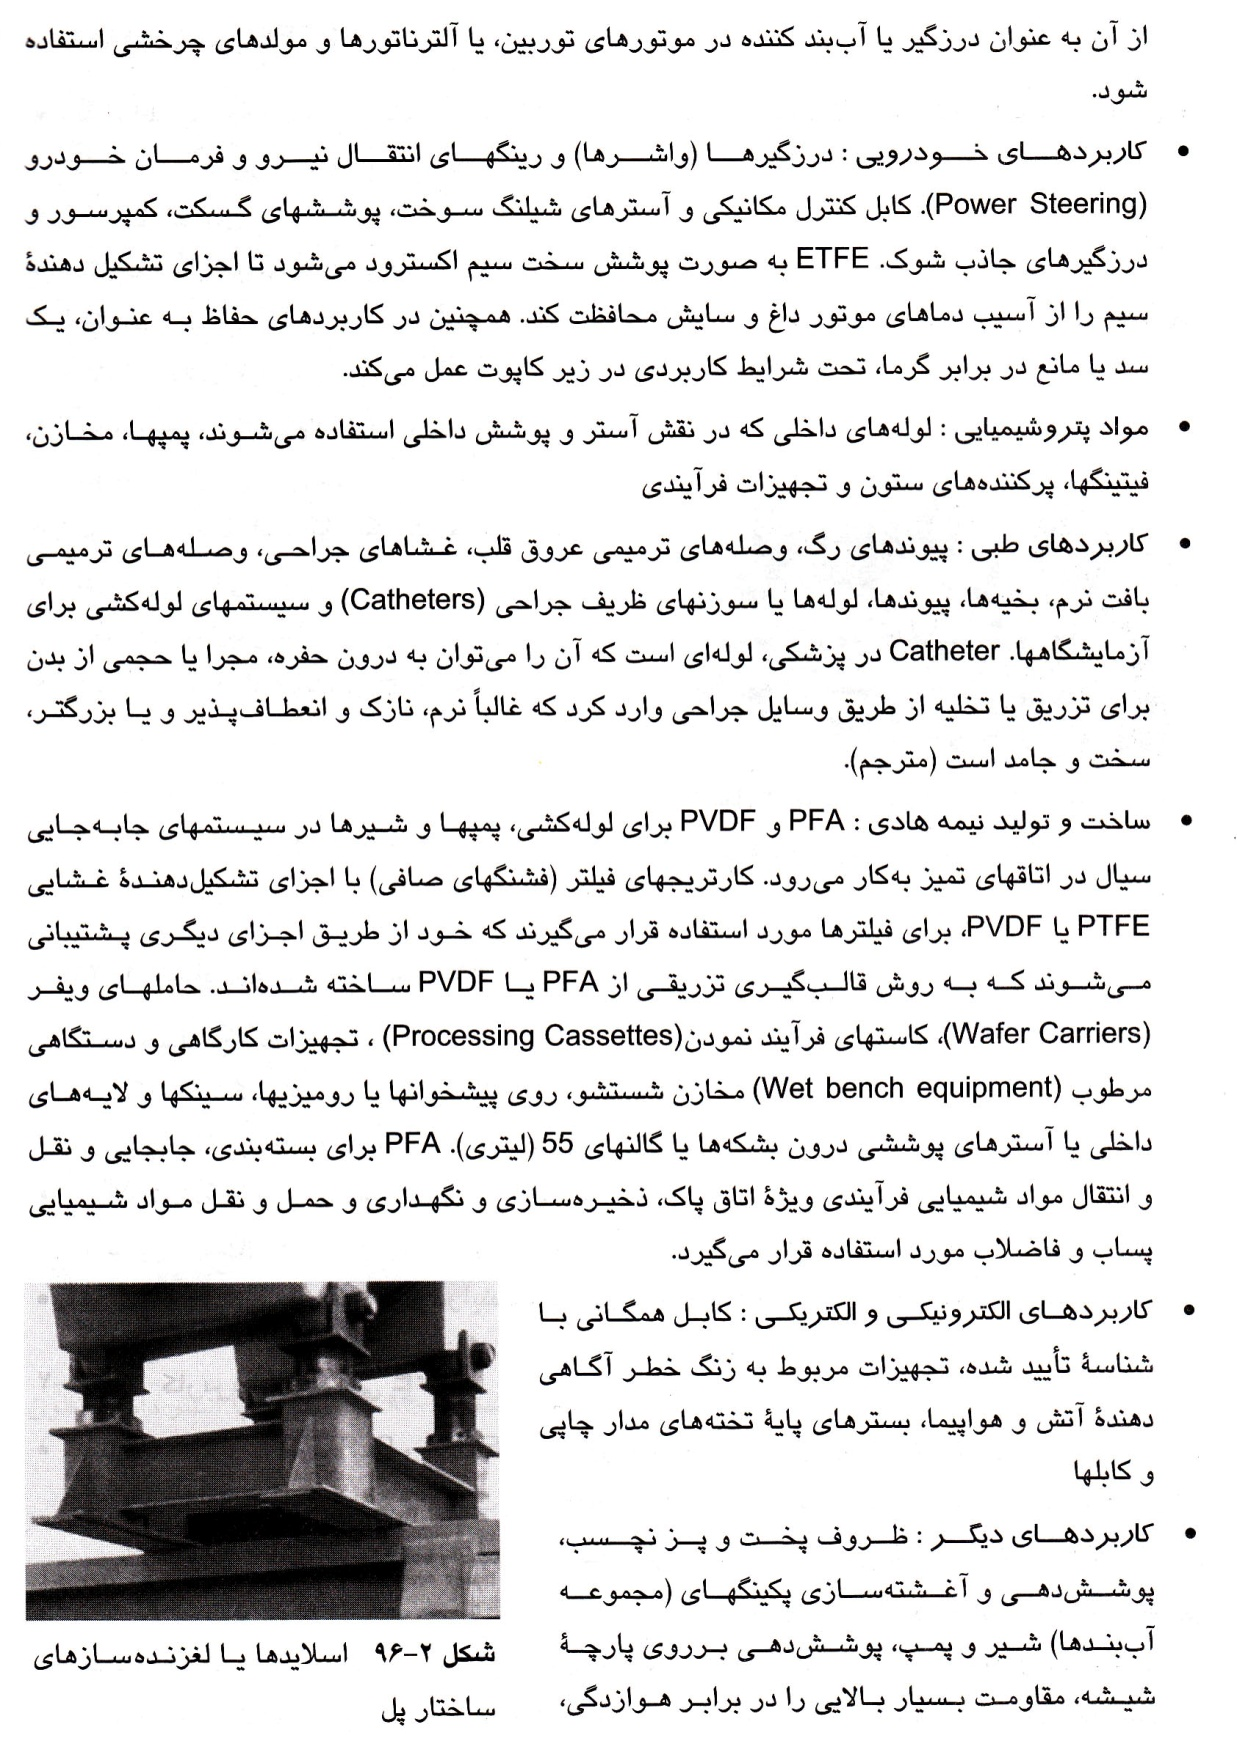 از آن به عنوان درزگیر یا آب‌بند کننده در موتورهای توربین، یا آلترناتورها و مولدهای چرخشی استفاده
شود.
• کاربردهای خودرویی : درزگیرها (واشرها) و رینگهای انتقال نیرو و فرمان خودرو
(Power Steering). کابل کنترل مکانیکی و آسترهای شیلنگ سوخت، پوششهای گسکت، کمپرسور و
درزگیرهای جاذب شوک. ETFE به صورت پوشش سخت سیم اکسترود می‌شود تا اجزای تشکیل دهندهٔ
سیم را از آسیب دماهای موتور داغ و سایش محافظت کند. همچنین در کاربردهای حفاظ به عنوان، یک
سد یا مانع در برابر گرما، تحت شرایط کاربردی در زیر کاپوت عمل می‌کند.
• مواد پتروشیمیایی : لوله‌های داخلی که در نقش آستر و پوشش داخلی استفاده می‌شوند، پمپها، مخازن،
فیتینگها، پرکننده‌های ستون و تجهیزات فرآیندی
• کاربردهای طبی : پیوندهای رگ، وصله‌های ترمیمی عروق قلب، غشاهای جراحی، وصله‌های ترمیمی
بافت نرم، بخیه‌ها، پیوندها، لوله‌ها یا سوزنهای ظریف جراحی (Catheters) و سیستمهای لوله‌کشی برای
آزمایشگاهها. Catheter در پزشکی، لوله‌ای است که آن را می‌توان به درون حفره، مجرا یا حجمی از بدن
برای تزریق یا تخلیه از طریق وسایل جراحی وارد کرد که غالباً نرم، نازک و انعطاف‌پذیر و یا بزرگتر،
سخت و جامد است (مترجم).
• ساخت و تولید نیمه هادی : PFA و PVDF برای لوله‌کشی، پمپها و شیرها در سیستمهای جابه‌جایی
سیال در اتاقهای تمیز به‌کار می‌رود. کارتریجهای فیلتر (فشنگهای صافی) با اجزای تشکیل‌دهندهٔ غشایی
PTFE یا PVDF، برای فیلترها مورد استفاده قرار می‌گیرند که خود از طریق اجزای دیگری پشتیبانی
می‌شوند که به روش قالب‌گیری تزریقی از PFA یا PVDF ساخته شده‌اند. حاملهای ویفر
(Wafer Carriers)، کاستهای فرآیند نمودن(Processing Cassettes) ، تجهیزات کارگاهی و دستگاهی
مرطوب (Wet bench equipment) مخازن شستشو، روی پیشخوانها یا رومیزیها، سینکها و لایه‌های
داخلی یا آسترهای پوششی درون بشکه‌ها یا گالنهای 55 (لیتری). PFA برای بسته‌بندی، جابجایی و نقل
و انتقال مواد شیمیایی فرآیندی ویژهٔ اتاق پاک، ذخیره‌سازی و نگهداری و حمل و نقل مواد شیمیایی
پساب و فاضلاب مورد استفاده قرار می‌گیرد.
• کاربردهای الکترونیکی و الکتریکی : کابل همگانی با
شناسهٔ تأیید شده، تجهیزات مربوط به زنگ خطر آگاهی
دهندهٔ آتش و هواپیما، بسترهای پایهٔ تخته‌های مدار چاپی
و کابلها
• کاربردهای دیگر : ظروف پخت و پز نچسب،
پوشش‌دهی و آغشته‌سازی پکینگهای (مجموعه
آب‌بندها) شیر و پمپ، پوشش‌دهی برروی پارچهٔ
شیشه، مقاومت بسیار بالایی را در برابر هوازدگی،
شکل ۲-۹۶ اسلایدها یا لغزنده‌سازهای
ساختار پل